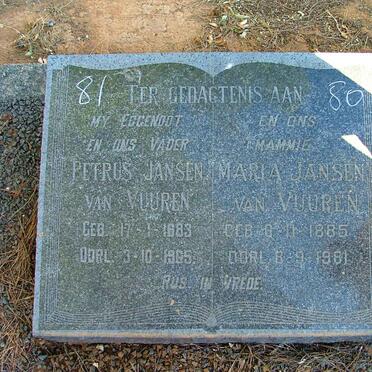 81 TER GEDAGTENIS AAN 80
MY EGGENOOT EN ONS
EN ONS VADER MAMMIE
PETRUS JANSEN MARIA JANSEN
VAN VUUREN VAN VUUREN
GEB. 17-1-1883 GEB. 8-11-1885
OORL. 3-10-1965 OORL. 8-9-1961
RUS IN VREDE